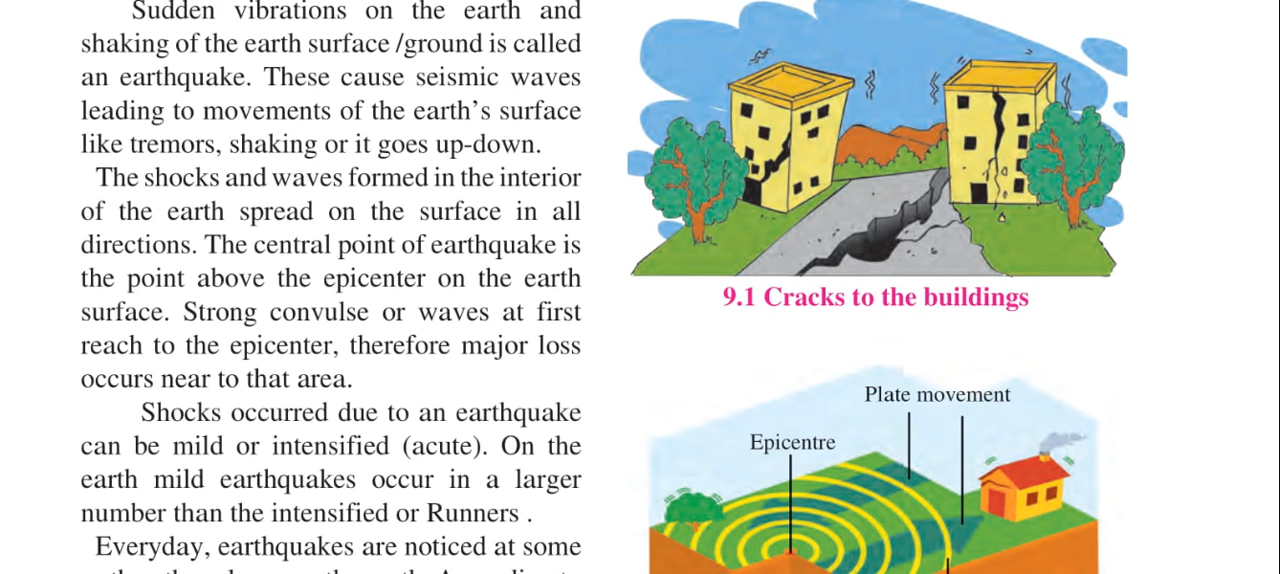 Sudden vibrations on the earth and
shaking of the earth surface /ground is called
an earthquake. These cause seismic waves
leading to movements of the earth's surface
like tremors, shaking or it goes up-down.
The shocks and waves formed in the interior
of the earth spread on the surface in all
directions. The central point of earthquake is
the point above the epicenter on the earth
surface. Strong convulse or waves at first
reach to the epicenter, therefore major loss
occurs near to that area.
Shocks occurred due to an earthquake
can be mild or intensified (acute). On the
earth mild earthquakes occur in a larger
number than the intensified or Runners .
Everyday, earthquakes are noticed at some
9.1 Cracks to the buildings
Plate movement
Epicentre